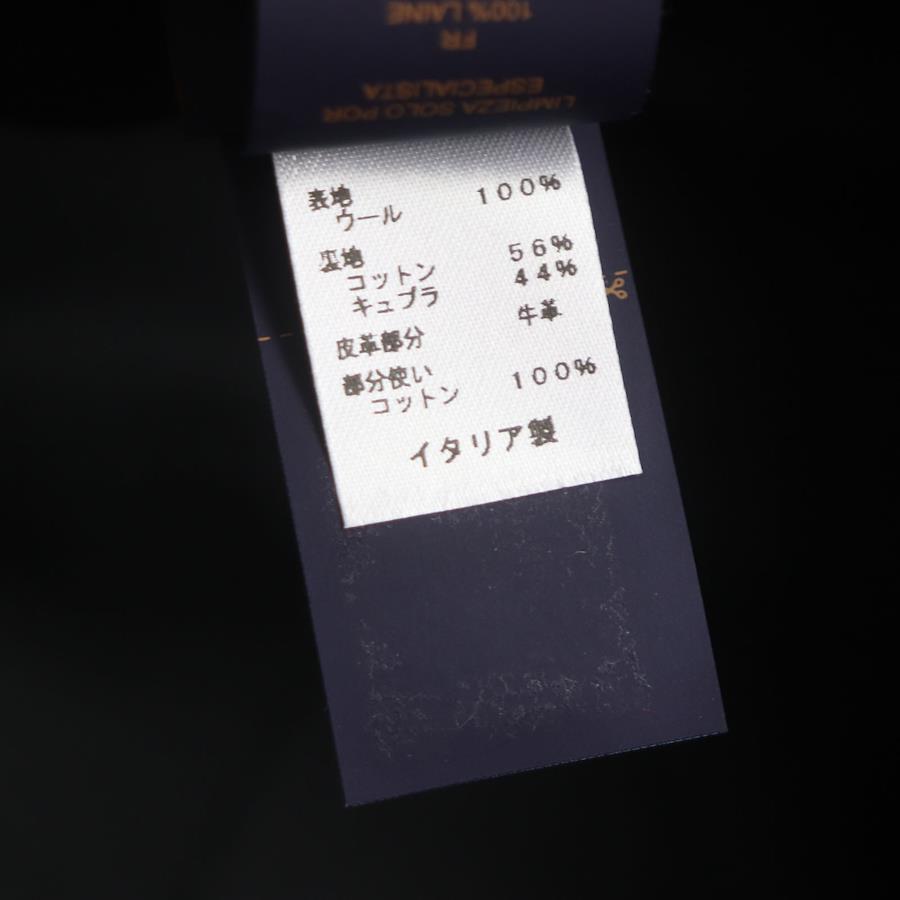 100% LAINE
FR
ESPECIALISTA
LIMPIEZA SOLO POR
表地 100%
ウール
裏地 56%
コットン 44%
キュプラ
皮革部分 牛革
部分使い 100%
コットン
イタリア製